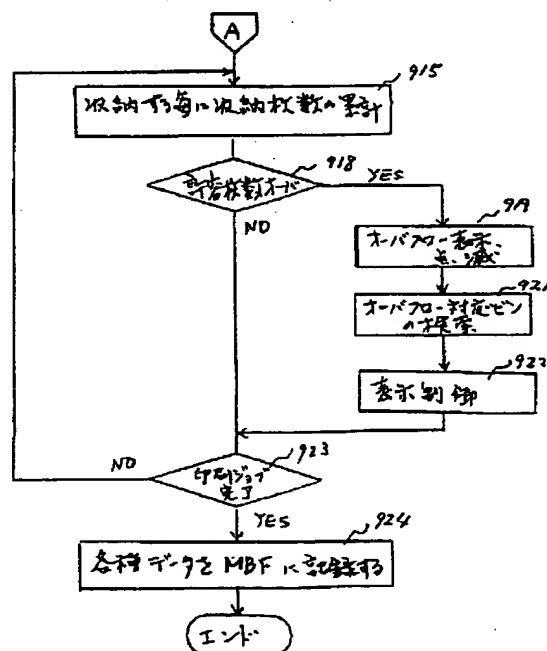 A
915
収納する毎に収納枚数の累計
918
許容枚数オーバ
YES
NO
919
オーバフロー表示、
点、滅
921
オーバフロー対応ビン
の探索
922
表示制御
923
印刷ジョブ
完了
NO
YES
924
各種データをMBFに記録する
エンド